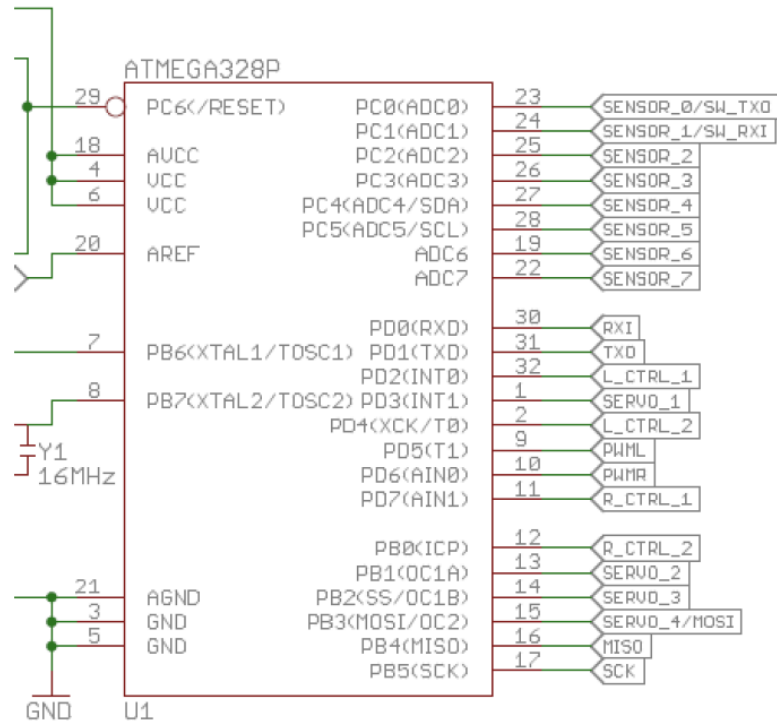 ATMEGA328P
29 PC6(/RESET) PC0(ADC0) 23 SENSOR_0/SW_TXO
PC1(ADC1) 24 SENSOR_1/SW_RXI
18 AVCC PC2(ADC2) 25 SENSOR_2
4 VCC PC3(ADC3) 26 SENSOR_3
6 VCC PC4(ADC4/SDA) 27 SENSOR_4
PC5(ADC5/SCL) 28 SENSOR_5
20 AREF ADC6 19 SENSOR_6
ADC7 22 SENSOR_7
PD0(RXD) 30 RXI
7 PB6(XTAL1/TOSC1) PD1(TXD) 31 TXO
PD2(INT0) 32 L_CTRL_1
8 PB7(XTAL2/TOSC2) PD3(INT1) 1 SERVO_1
PD4(XCK/T0) 2 L_CTRL_2
Y1 PD5(T1) 9 PWML
16MHz PD6(AIN0) 10 PWMR
PD7(AIN1) 11 R_CTRL_1
PB0(ICP) 12 R_CTRL_2
PB1(OC1A) 13 SERVO_2
21 AGND PB2(SS/OC1B) 14 SERVO_3
3 GND PB3(MOSI/OC2) 15 SERVO_4/MOSI
5 GND PB4(MISO) 16 MISO
PB5(SCK) 17 SCK
GND U1